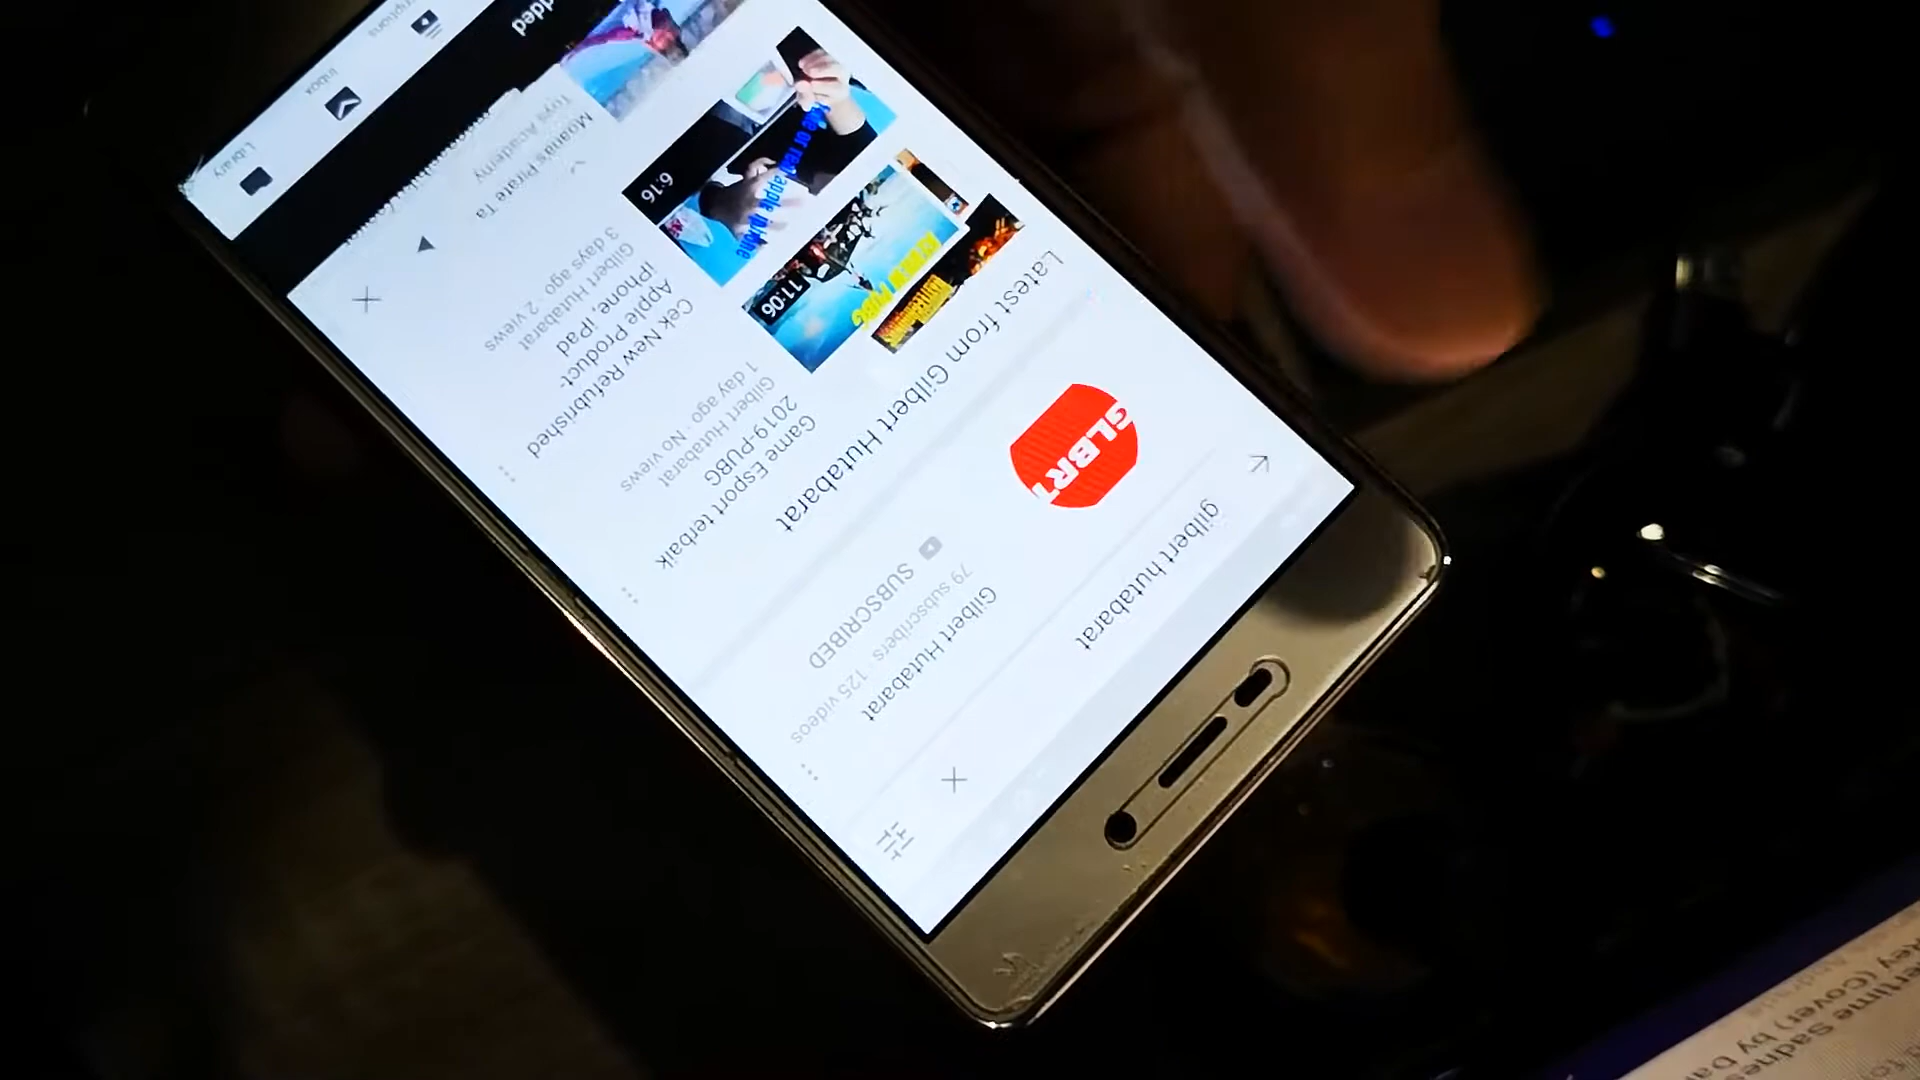 gilbert hutabarat
GLBRT
Gilbert Hutabarat
79 subscribers · 125 videos
SUBSCRIBED
Latest from Gilbert Hutabarat
11:06
Game Esport terbaik
2019-PUBG
Gilbert Hutabarat
1 day ago · No views
6:16
Cek New Refubrished
Apple Product-
iPhone, iPad
Gilbert Hutabarat
3 days ago · 2 views
Moana's Pirate Ta
Toys Academy
Inbox
Library